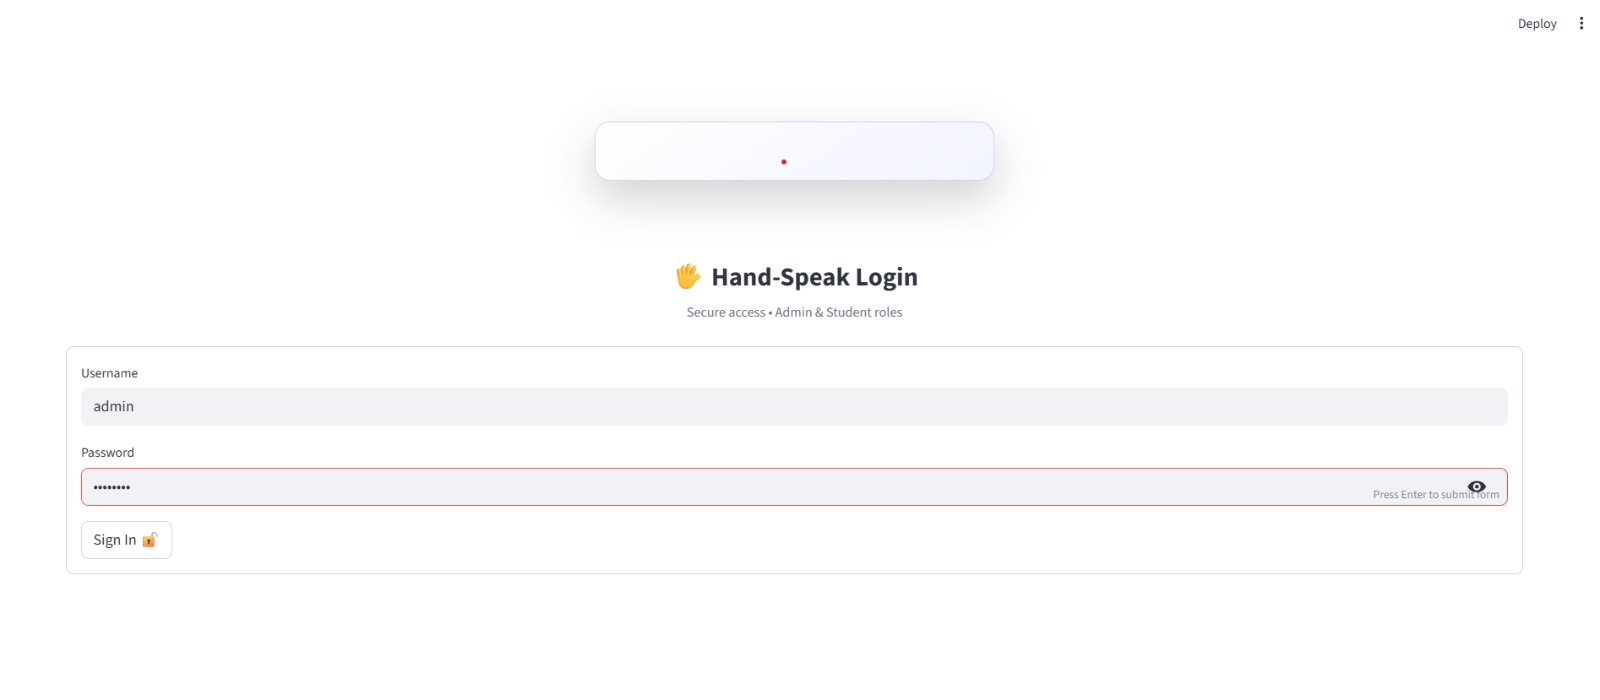 Deploy
🖐 Hand-Speak Login
Secure access • Admin & Student roles
Username
admin
Password
••••••••
Press Enter to submit form
Sign In 🔓